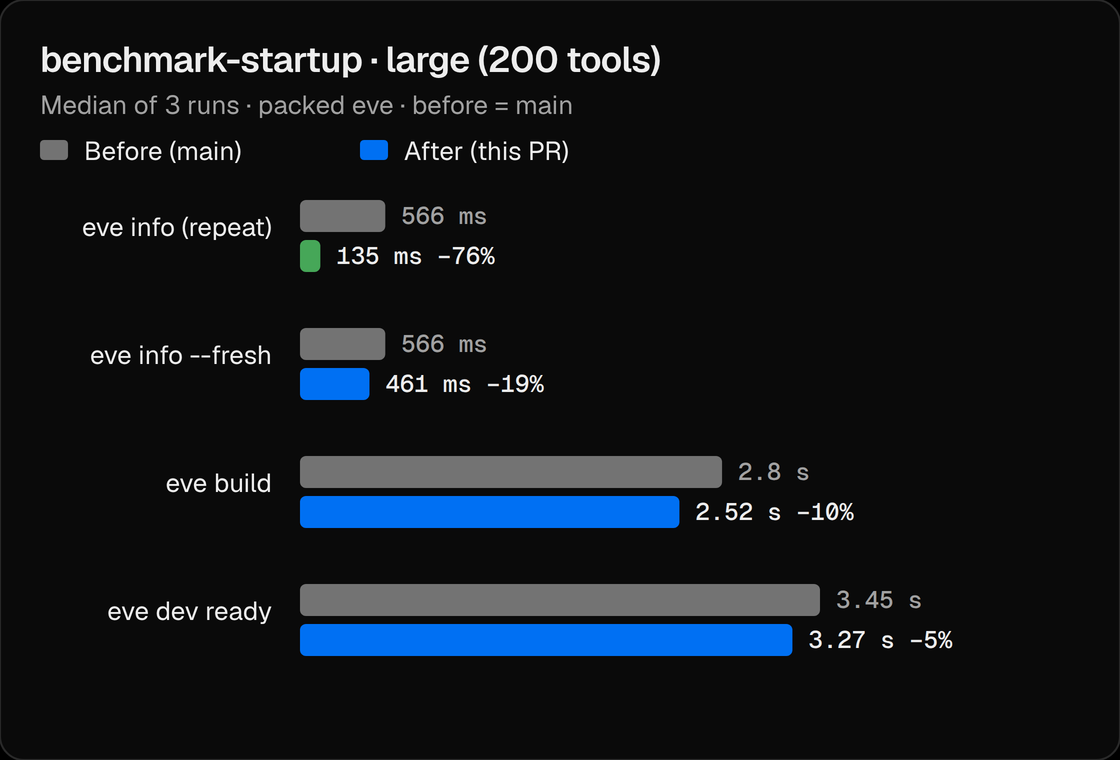 benchmark-startup · large (200 tools)
Median of 3 runs · packed eve · before = main
Before (main) After (this PR)
eve info (repeat) 566 ms
135 ms −76%
eve info --fresh 566 ms
461 ms −19%
eve build 2.8 s
2.52 s −10%
eve dev ready 3.45 s
3.27 s −5%